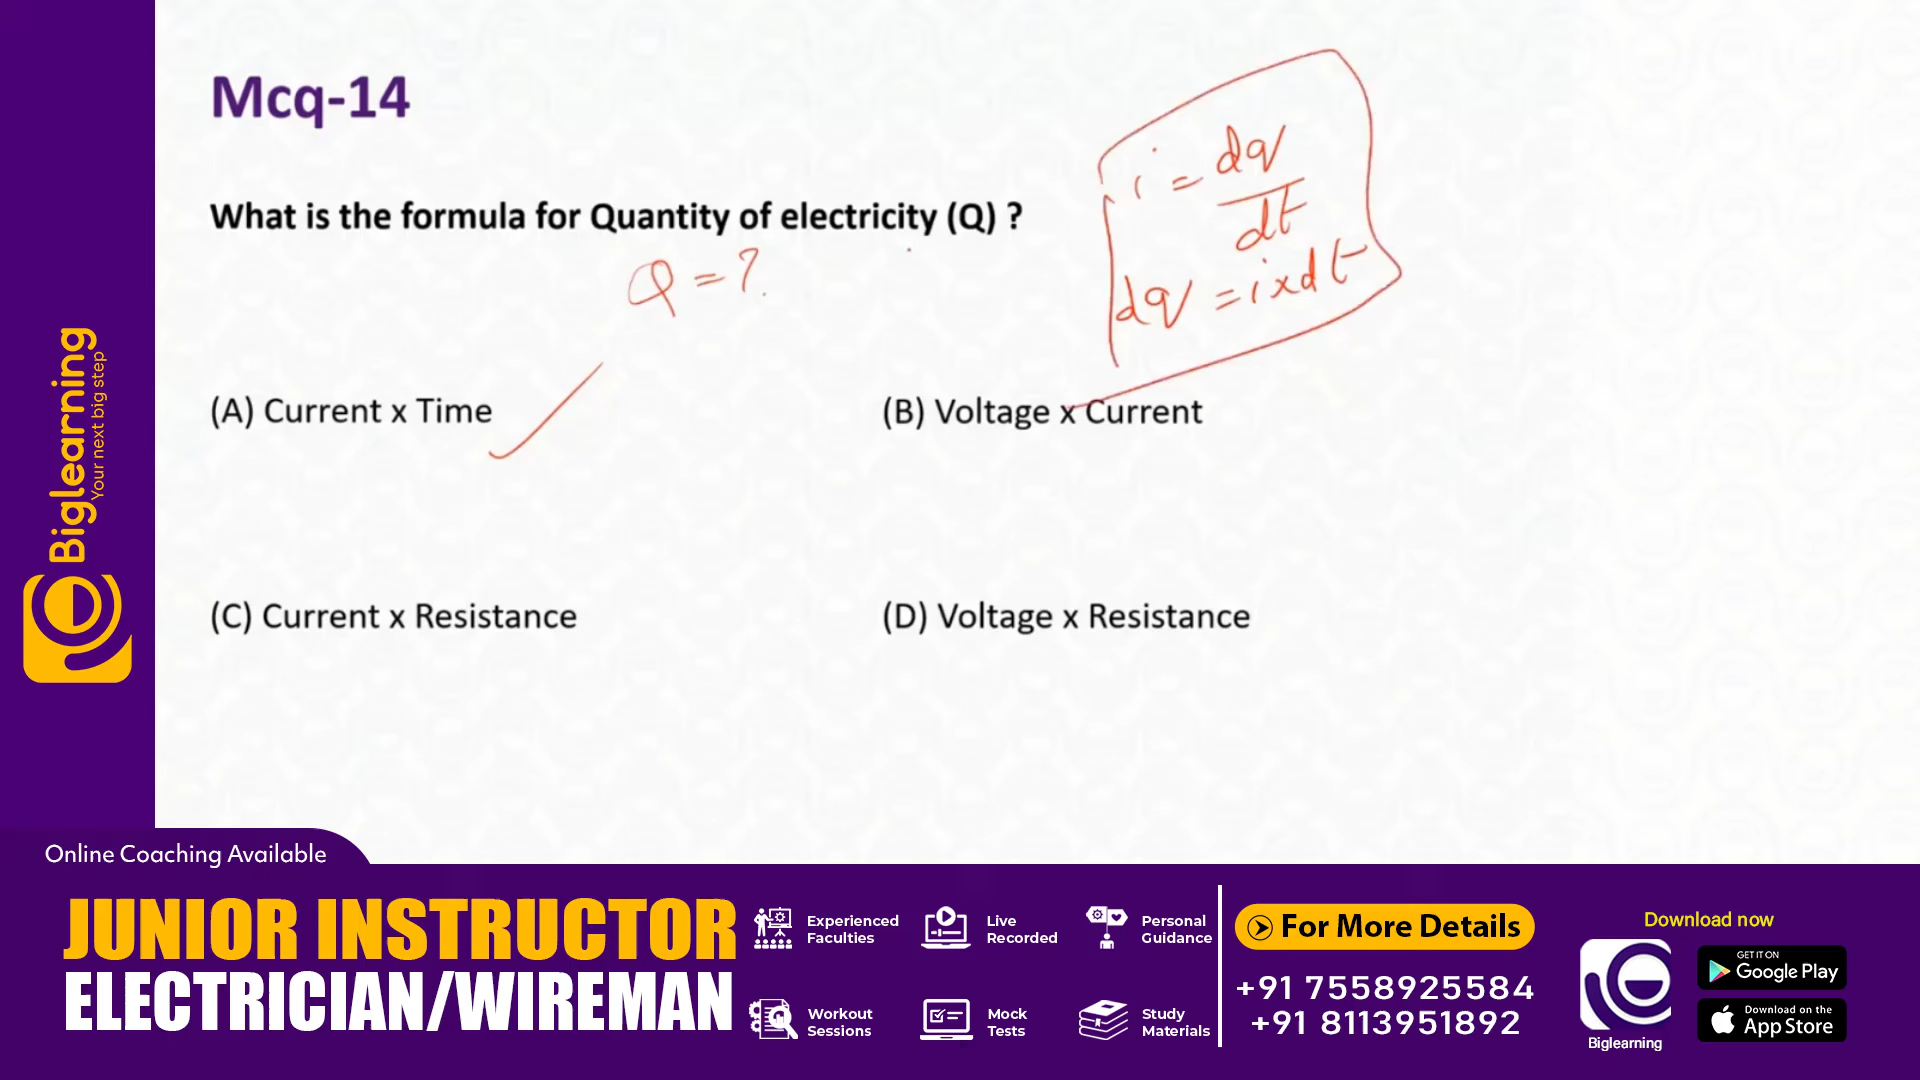 Mcq-14
What is the formula for Quantity of electricity (Q) ?
Q = ?
i = dq
dt
dq = i x dt
(A) Current x Time
(B) Voltage x Current
(C) Current x Resistance
(D) Voltage x Resistance
Biglearning
Your next big step
Online Coaching Available
JUNIOR INSTRUCTOR
ELECTRICIAN/WIREMAN
Experienced
Faculties
Live
Recorded
Personal
Guidance
Workout
Sessions
Mock
Tests
Study
Materials
For More Details
+91 7558925584
+91 8113951892
Download now
Biglearning
GET IT ON
Google Play
Download on the
App Store